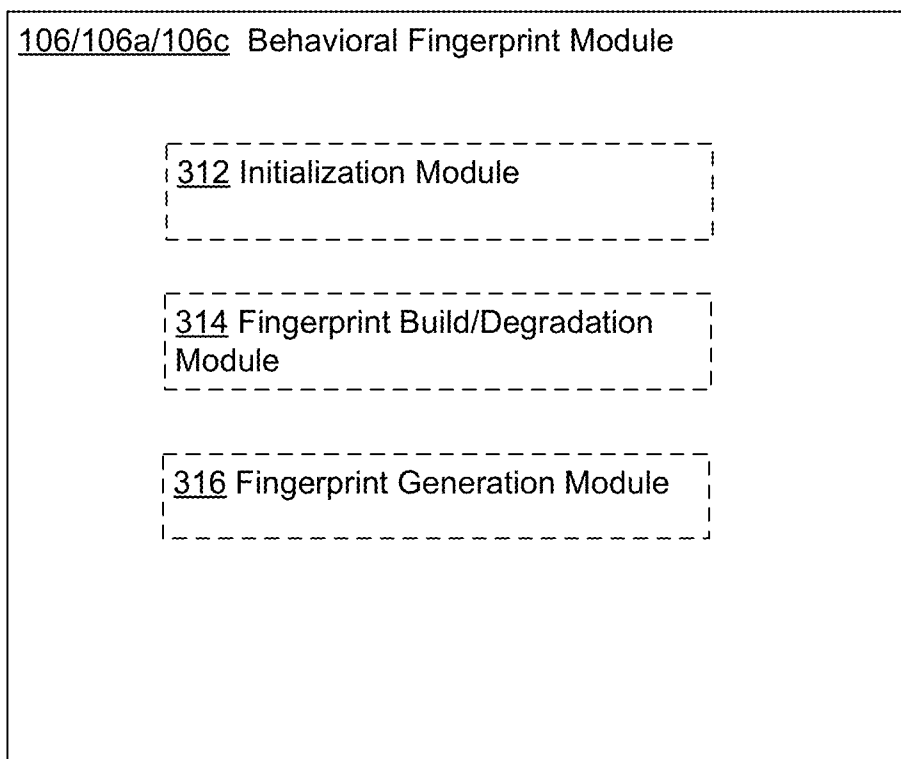 106/106a/106c Behavioral Fingerprint Module
312 Initialization Module
314 Fingerprint Build/Degradation
Module
316 Fingerprint Generation Module